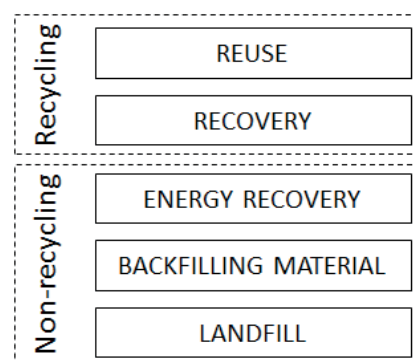 Recycling
REUSE
RECOVERY
Non-recycling
ENERGY RECOVERY
BACKFILLING MATERIAL
LANDFILL